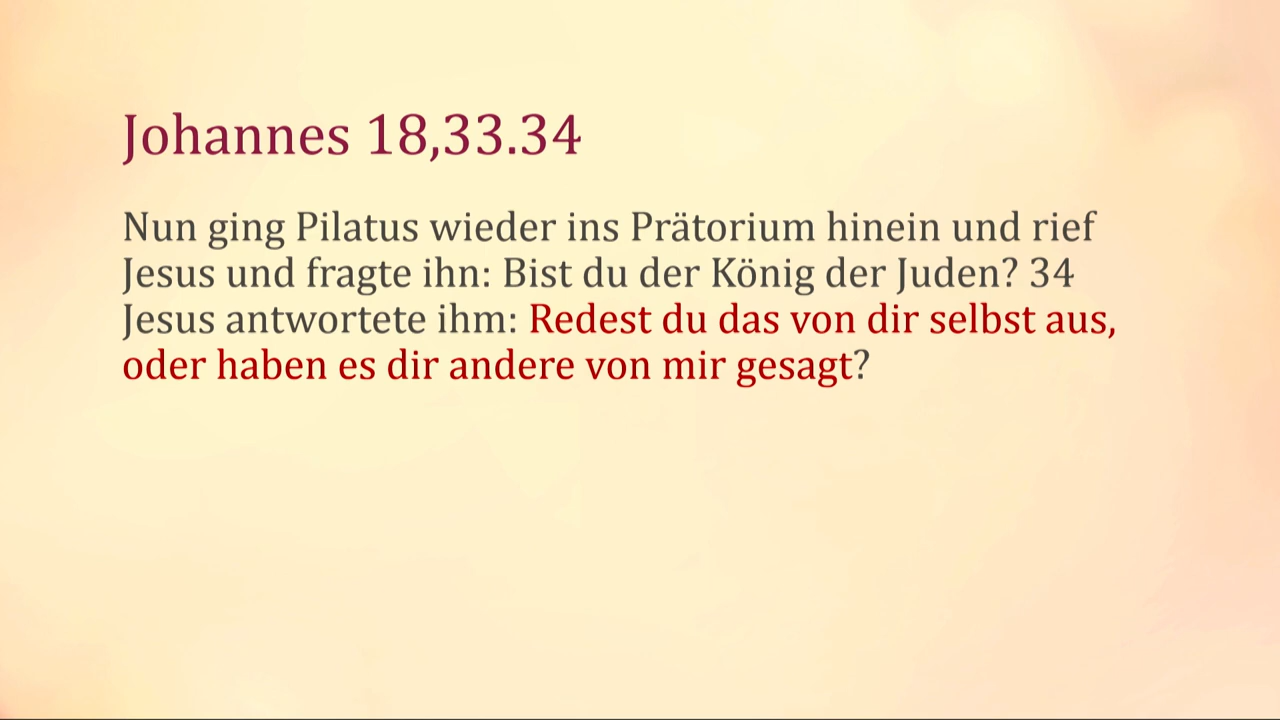 Johannes 18,33.34
Nun ging Pilatus wieder ins Prätorium hinein und rief
Jesus und fragte ihn: Bist du der König der Juden? 34
Jesus antwortete ihm: Redest du das von dir selbst aus,
oder haben es dir andere von mir gesagt?